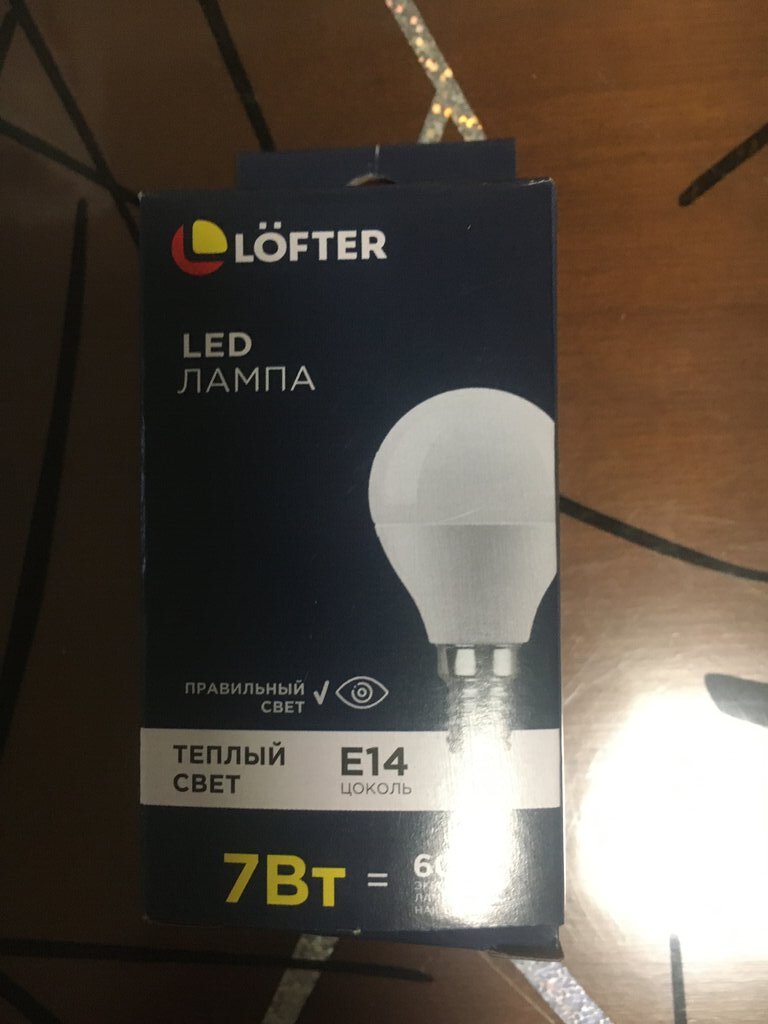 LÖFTER
LED
ЛАМПА
ПРАВИЛЬНЫЙ
СВЕТ
ТЕПЛЫЙ
СВЕТ
E14
ЦОКОЛЬ
7Вт =